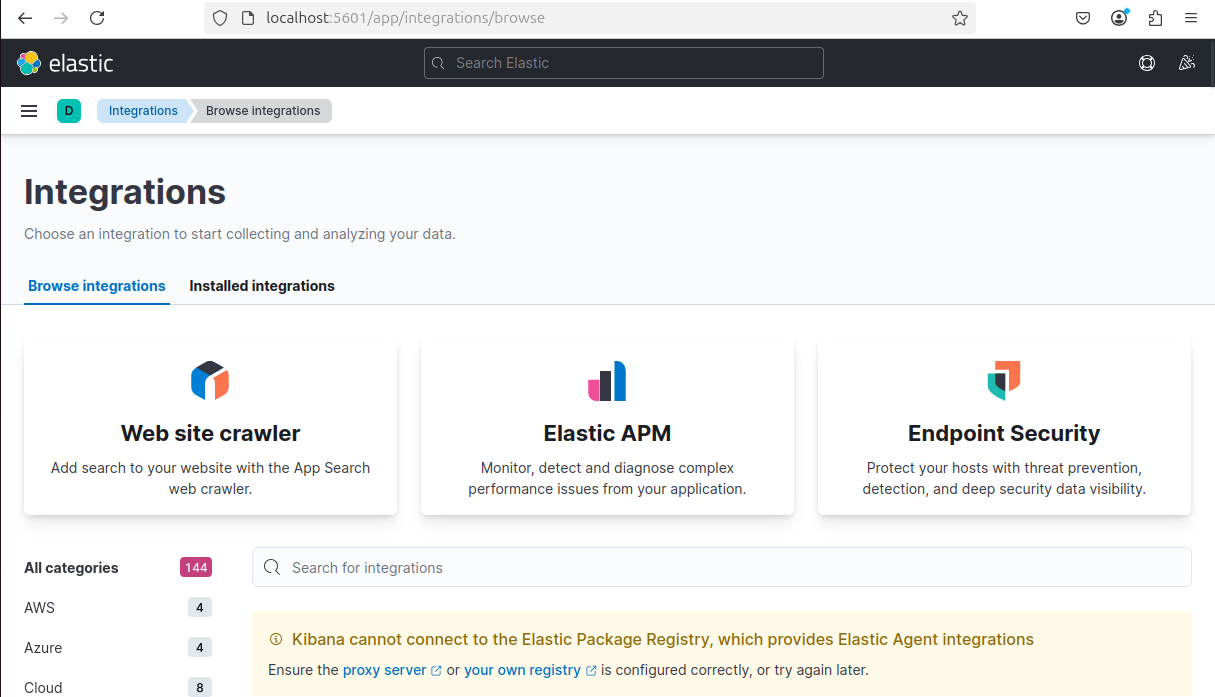 localhost:5601/app/integrations/browse
elastic
Search Elastic
D
Integrations
Browse integrations
Integrations
Choose an integration to start collecting and analyzing your data.
Browse integrations
Installed integrations
Web site crawler
Add search to your website with the App Search
web crawler.
Elastic APM
Monitor, detect and diagnose complex
performance issues from your application.
Endpoint Security
Protect your hosts with threat prevention,
detection, and deep security data visibility.
All categories 144
AWS 4
Azure 4
Cloud 8
Search for integrations
Kibana cannot connect to the Elastic Package Registry, which provides Elastic Agent integrations
Ensure the proxy server or your own registry is configured correctly, or try again later.